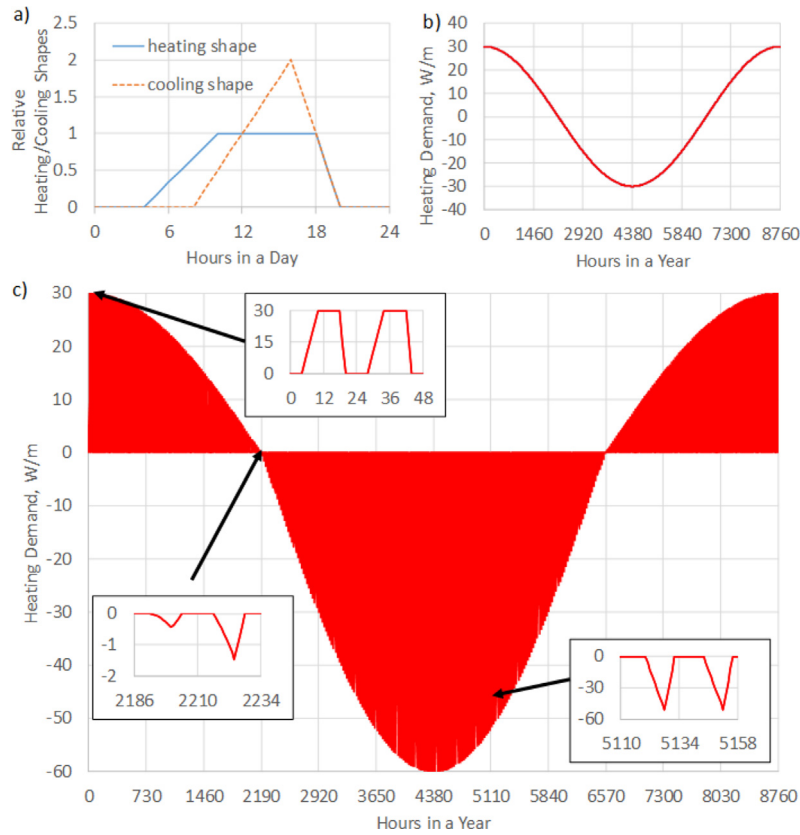 a)
Relative
Heating/Cooling Shapes
2.5
2
1.5
1
0.5
0
heating shape
cooling shape
0 6 12 18 24
Hours in a Day
b)
Heating Demand, W/m
40
30
20
10
0
-10
-20
-30
-40
0 1460 2920 4380 5840 7300 8760
Hours in a Year
c)
Heating Demand, W/m
30
20
10
0
-10
-20
-30
-40
-50
-60
30
15
0
0 12 24 36 48
0
-1
-2
2186 2210 2234
0
-30
-60
5110 5134 5158
0 730 1460 2190 2920 3650 4380 5110 5840 6570 7300 8030 8760
Hours in a Year